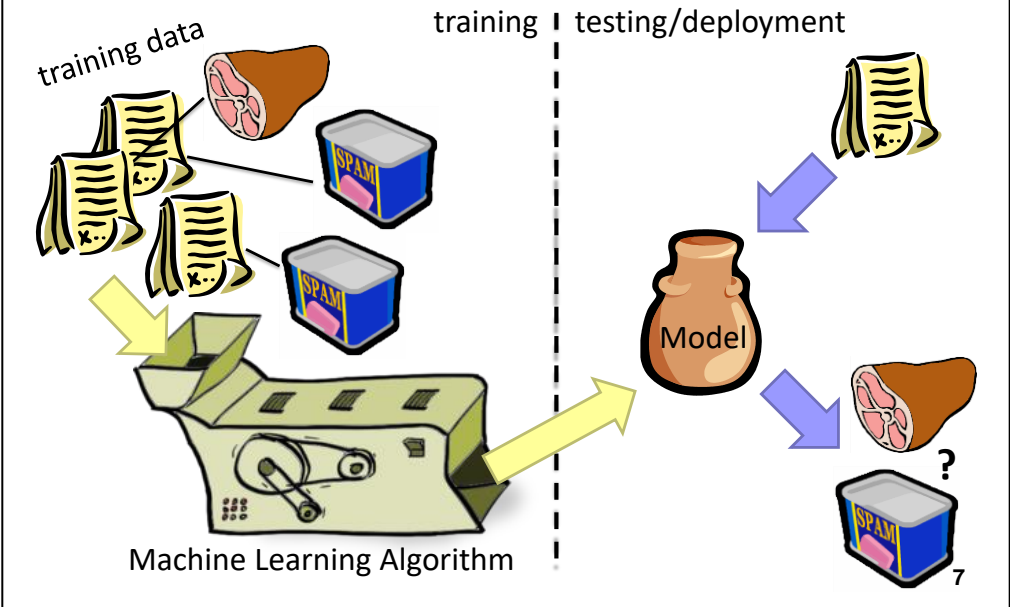 training testing/deployment
training data
SPAM
SPAM
x...
x...
x...
x...
Model
Machine Learning Algorithm
?
SPAM
7